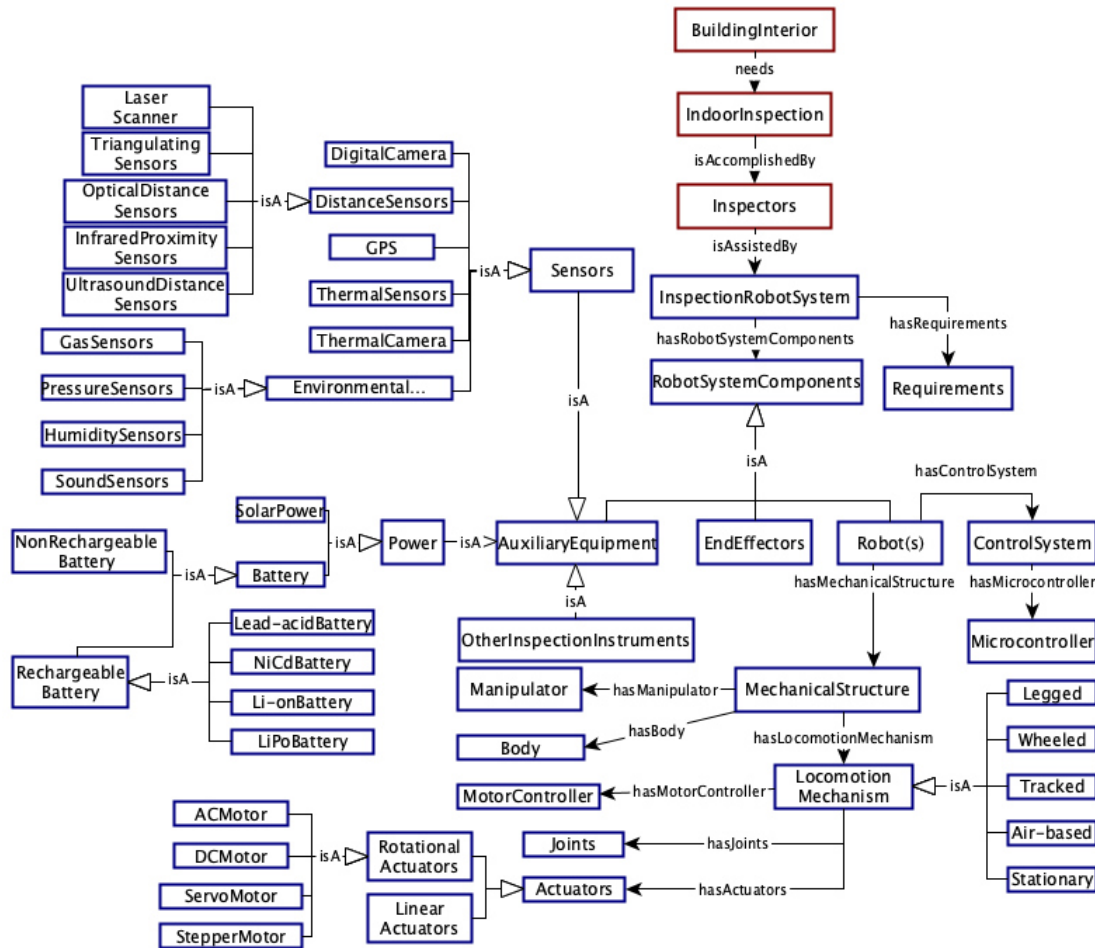 BuildingInterior
needs
IndoorInspection
isAccomplishedBy
Inspectors
isAssistedBy
InspectionRobotSystem
hasRequirements
Requirements
hasRobotSystemComponents
RobotSystemComponents
isA
Laser
Scanner
Triangulating
Sensors
OpticalDistance
Sensors
InfraredProximity
Sensors
UltrasoundDistance
Sensors
isA
DigitalCamera
DistanceSensors
GPS
ThermalSensors
ThermalCamera
Environmental...
isA
Sensors
isA
GasSensors
PressureSensors
HumiditySensors
SoundSensors
isA
SolarPower
Battery
isA
Power
isA
AuxiliaryEquipment
EndEffectors
Robot(s)
hasControlSystem
ControlSystem
hasMicrocontroller
Microcontroller
NonRechargeable
Battery
isA
Rechargeable
Battery
isA
Lead-acidBattery
NiCdBattery
Li-onBattery
LiPoBattery
isA
OtherInspectionInstruments
hasMechanicalStructure
MechanicalStructure
hasManipulator
Manipulator
hasBody
Body
hasLocomotionMechanism
Locomotion
Mechanism
isA
Legged
Wheeled
Tracked
Air-based
Stationary
hasMotorController
MotorController
hasJoints
Joints
hasActuators
Actuators
Rotational
Actuators
Linear
Actuators
isA
ACMotor
DCMotor
ServoMotor
StepperMotor